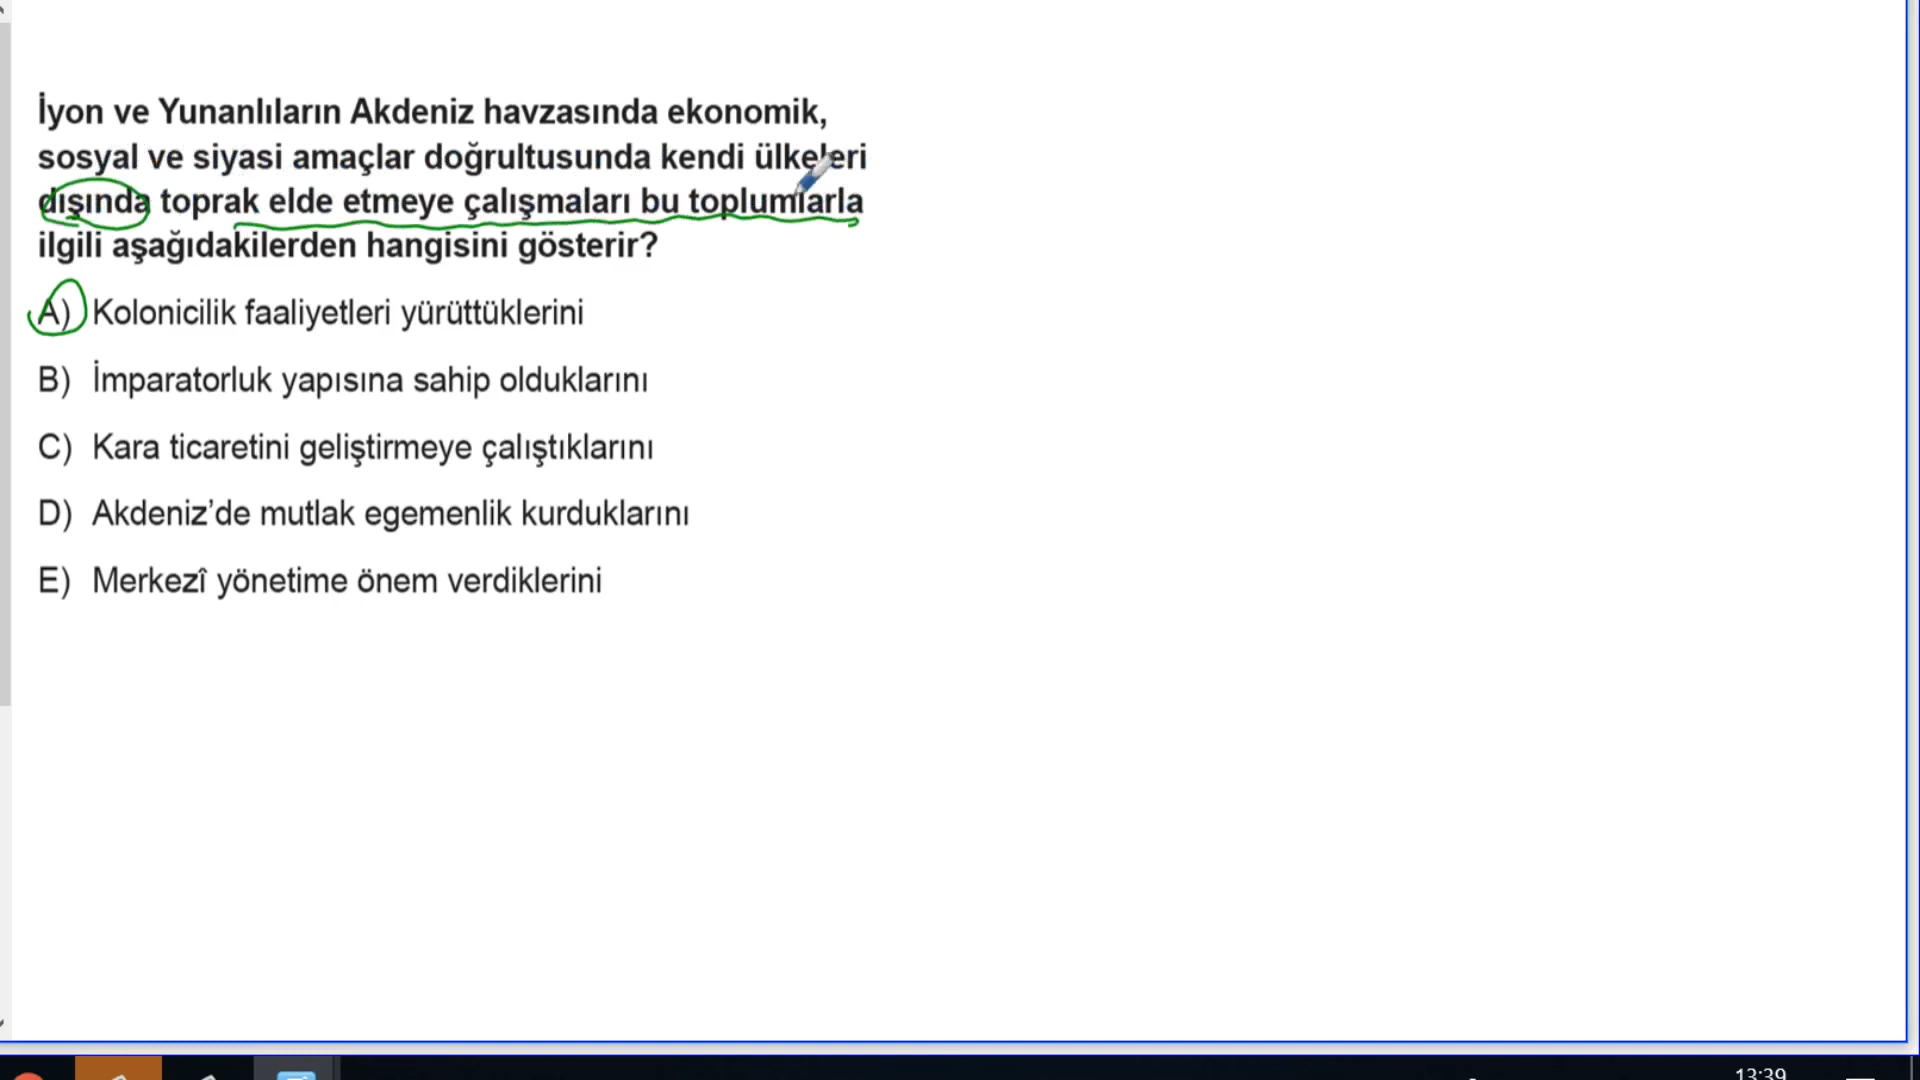 İyon ve Yunanlıların Akdeniz havzasında ekonomik,
sosyal ve siyasi amaçlar doğrultusunda kendi ülkeleri
dışında toprak elde etmeye çalışmaları bu toplumlarla
ilgili aşağıdakilerden hangisini gösterir?
A) Kolonicilik faaliyetleri yürüttüklerini
B) İmparatorluk yapısına sahip olduklarını
C) Kara ticaretini geliştirmeye çalıştıklarını
D) Akdeniz’de mutlak egemenlik kurduklarını
E) Merkezî yönetime önem verdiklerini
13:39